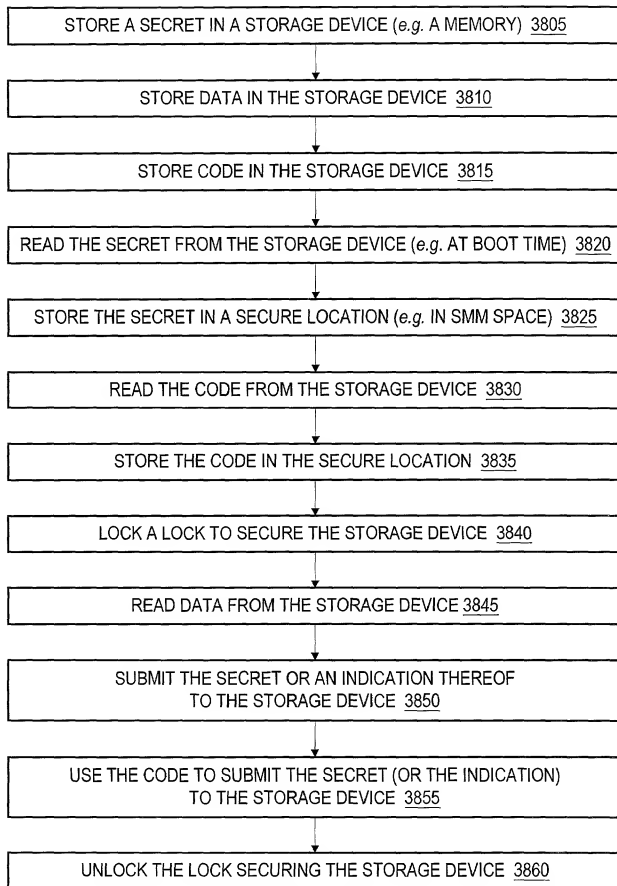 STORE A SECRET IN A STORAGE DEVICE (e.g. A MEMORY) 3805
STORE DATA IN THE STORAGE DEVICE 3810
STORE CODE IN THE STORAGE DEVICE 3815
READ THE SECRET FROM THE STORAGE DEVICE (e.g. AT BOOT TIME) 3820
STORE THE SECRET IN A SECURE LOCATION (e.g. IN SMM SPACE) 3825
READ THE CODE FROM THE STORAGE DEVICE 3830
STORE THE CODE IN THE SECURE LOCATION 3835
LOCK A LOCK TO SECURE THE STORAGE DEVICE 3840
READ DATA FROM THE STORAGE DEVICE 3845
SUBMIT THE SECRET OR AN INDICATION THEREOF
TO THE STORAGE DEVICE 3850
USE THE CODE TO SUBMIT THE SECRET (OR THE INDICATION)
TO THE STORAGE DEVICE 3855
UNLOCK THE LOCK SECURING THE STORAGE DEVICE 3860